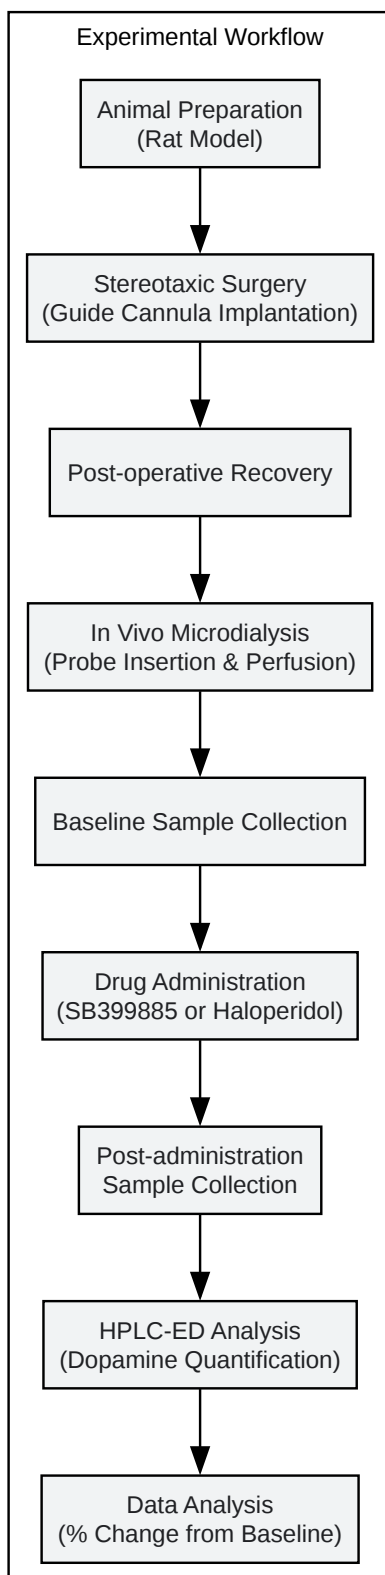 Experimental Workflow
Animal Preparation
(Rat Model)
Stereotaxic Surgery
(Guide Cannula Implantation)
Post-operative Recovery
In Vivo Microdialysis
(Probe Insertion & Perfusion)
Baseline Sample Collection
Drug Administration
(SB399885 or Haloperidol)
Post-administration
Sample Collection
HPLC-ED Analysis
(Dopamine Quantification)
Data Analysis
(% Change from Baseline)